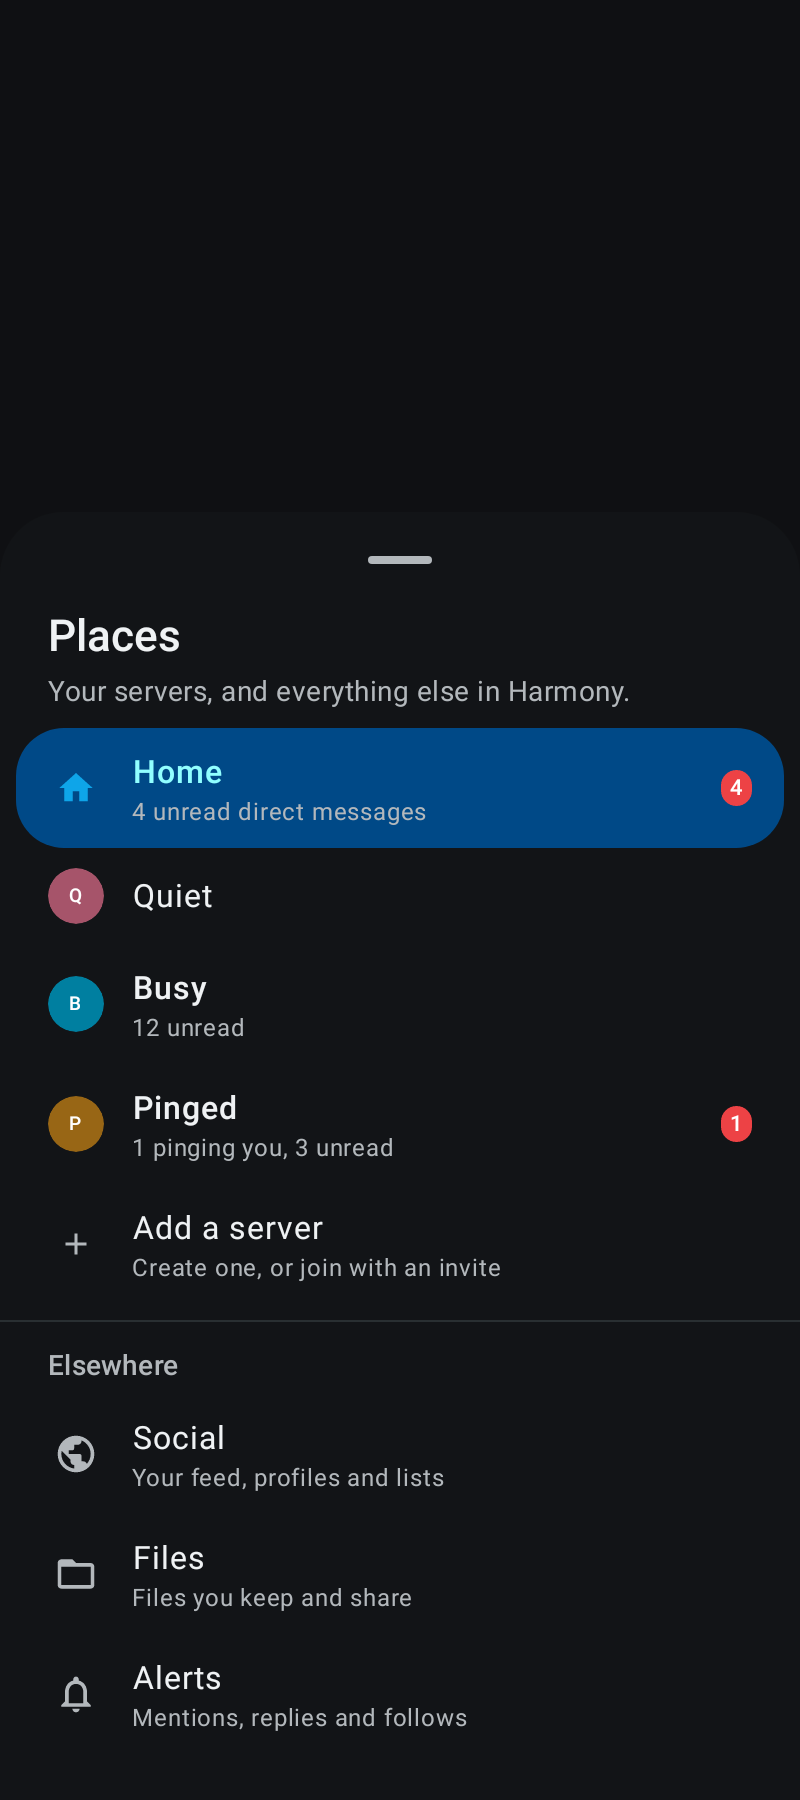 Places
Your servers, and everything else in Harmony.
Home
4 unread direct messages
4
Q
Quiet
B
Busy
12 unread
P
Pinged
1 pinging you, 3 unread
1
Add a server
Create one, or join with an invite
Elsewhere
Social
Your feed, profiles and lists
Files
Files you keep and share
Alerts
Mentions, replies and follows